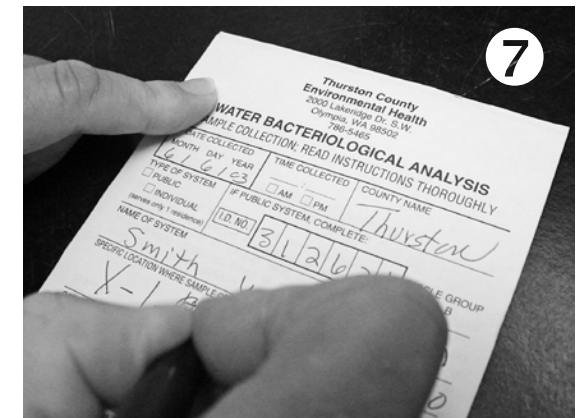 7
Thurston County
Environmental Health
2000 Lakeridge Dr. S.W.
Olympia, WA 98502
786-5465
WATER BACTERIOLOGICAL ANALYSIS
SAMPLE COLLECTION; READ INSTRUCTIONS THOROUGHLY
DATE COLLECTED
MONTH DAY YEAR
6 / 6 / 03
TIME COLLECTED
AM PM
COUNTY NAME
Thurston
TYPE OF SYSTEM
PUBLIC
INDIVIDUAL
(serves only 1 residence)
IF PUBLIC SYSTEM, COMPLETE:
I.D. NO.
3 1 2 6
GROUP
B
NAME OF SYSTEM
Smith
SPECIFIC LOCATION WHERE SAMPLE
X-1